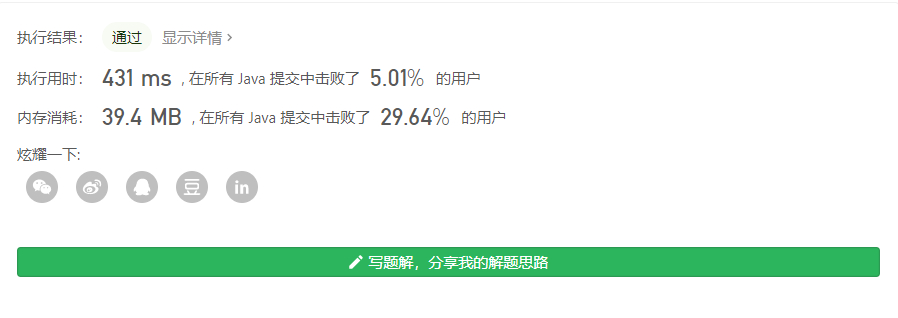 执行结果： 通过 显示详情 ›
执行用时： 431 ms ，在所有 Java 提交中击败了 5.01% 的用户
内存消耗： 39.4 MB ，在所有 Java 提交中击败了 29.64% 的用户
炫耀一下:
豆 in
写题解，分享我的解题思路